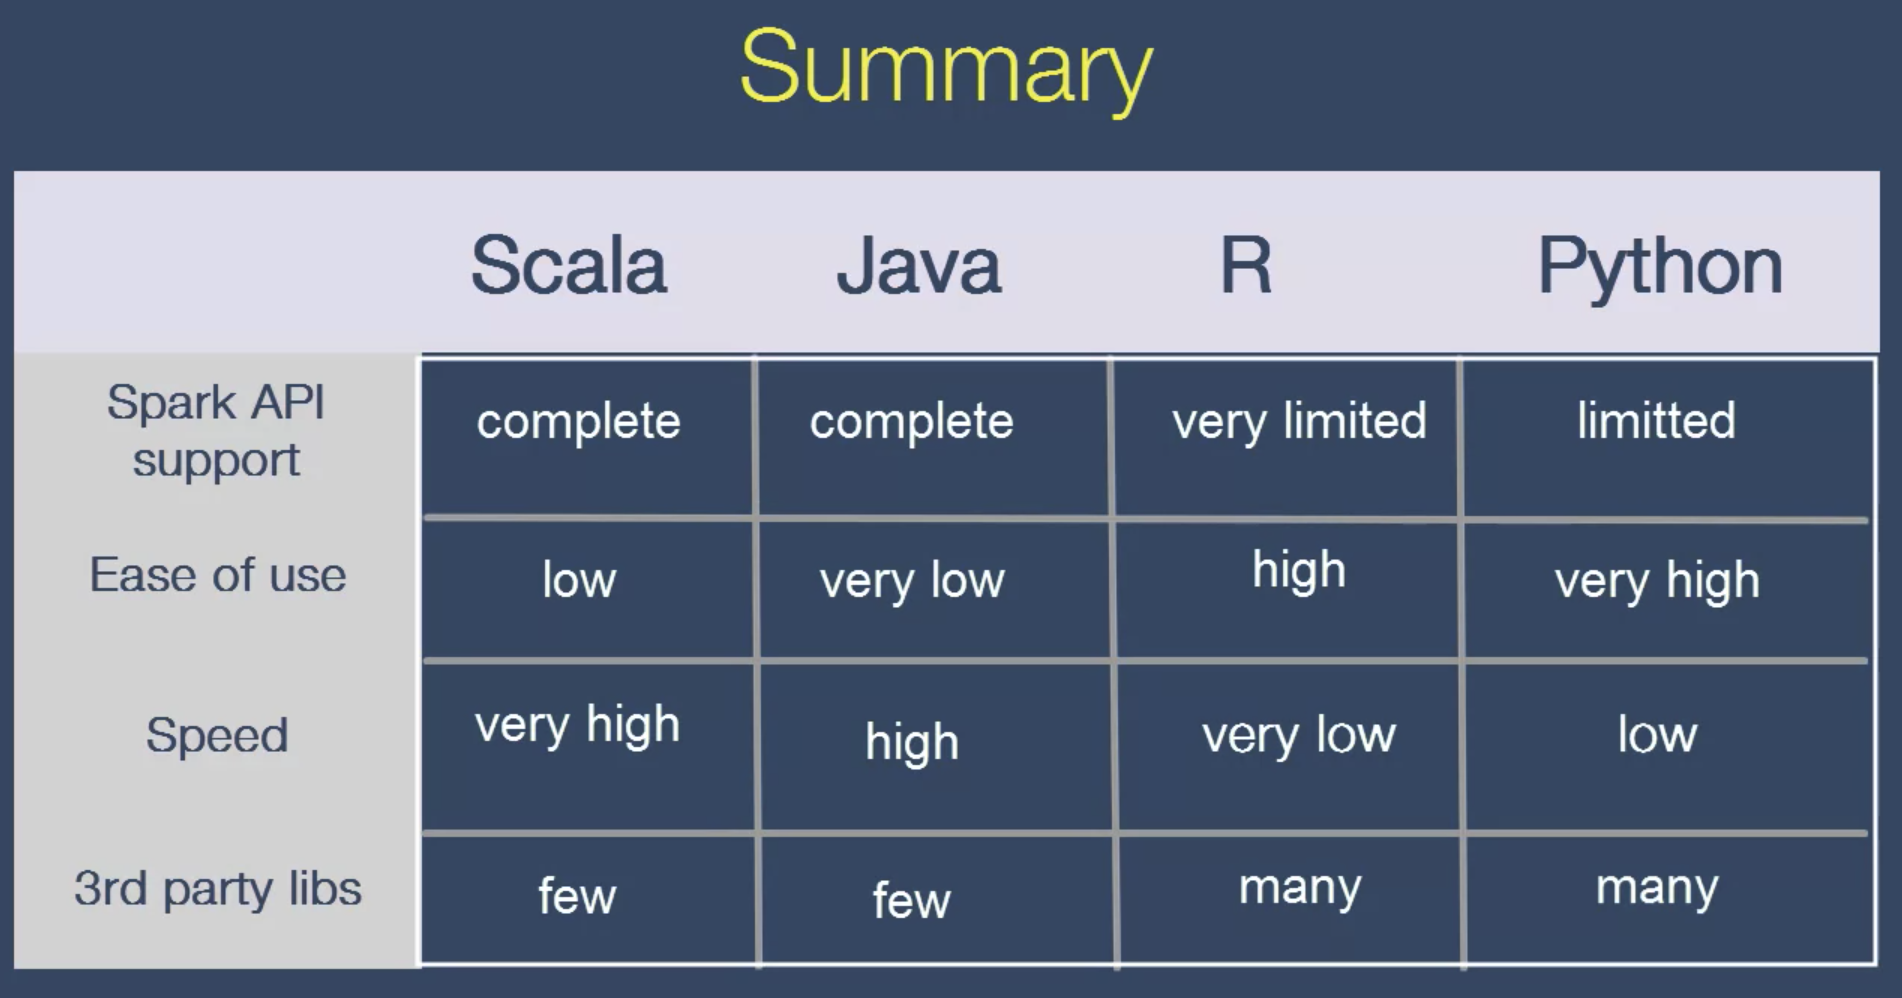 Summary
Scala Java R Python
Spark API
support
complete complete very limited limitted
Ease of use low very low high very high
Speed very high high very low low
3rd party libs few few many many